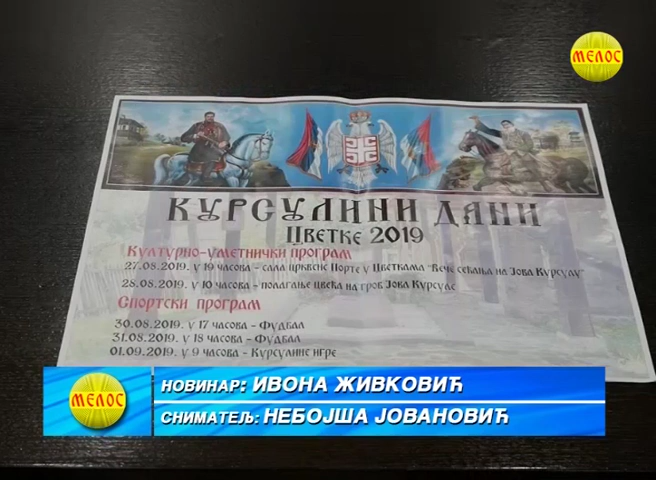 МЕЛОС
КУРСУЛИНИ ДАНИ
ЦВЕТКЕ 2019
Културно-уметнички програм
27.08.2019. у 19 часова - сала црквене Порте у Цветкама "Вече сећања на Јова Курсулу"
28.08.2019. у 10 часова - полагање цвећа на гроб Јова Курсуле
Спортски програм
30.08.2019. у 17 часова - Фудбал
31.08.2019. у 18 часова - Фудбал
01.09.2019. у 9 часова - Курсулине игре
НОВИНАР: ИВОНА ЖИВКОВИЋ
МЕЛОС
СНИМАТЕЉ: НЕБОЈША ЈОВАНОВИЋ